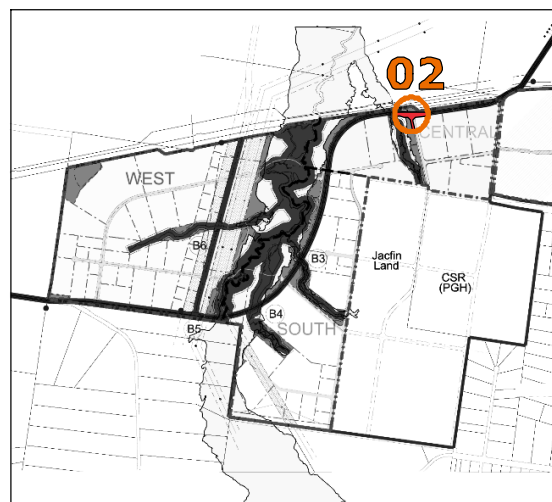 02
CENTRAL
WEST
B6
B3
Jacfin
Land
CSR
(PGH)
B4
SOUTH
B5